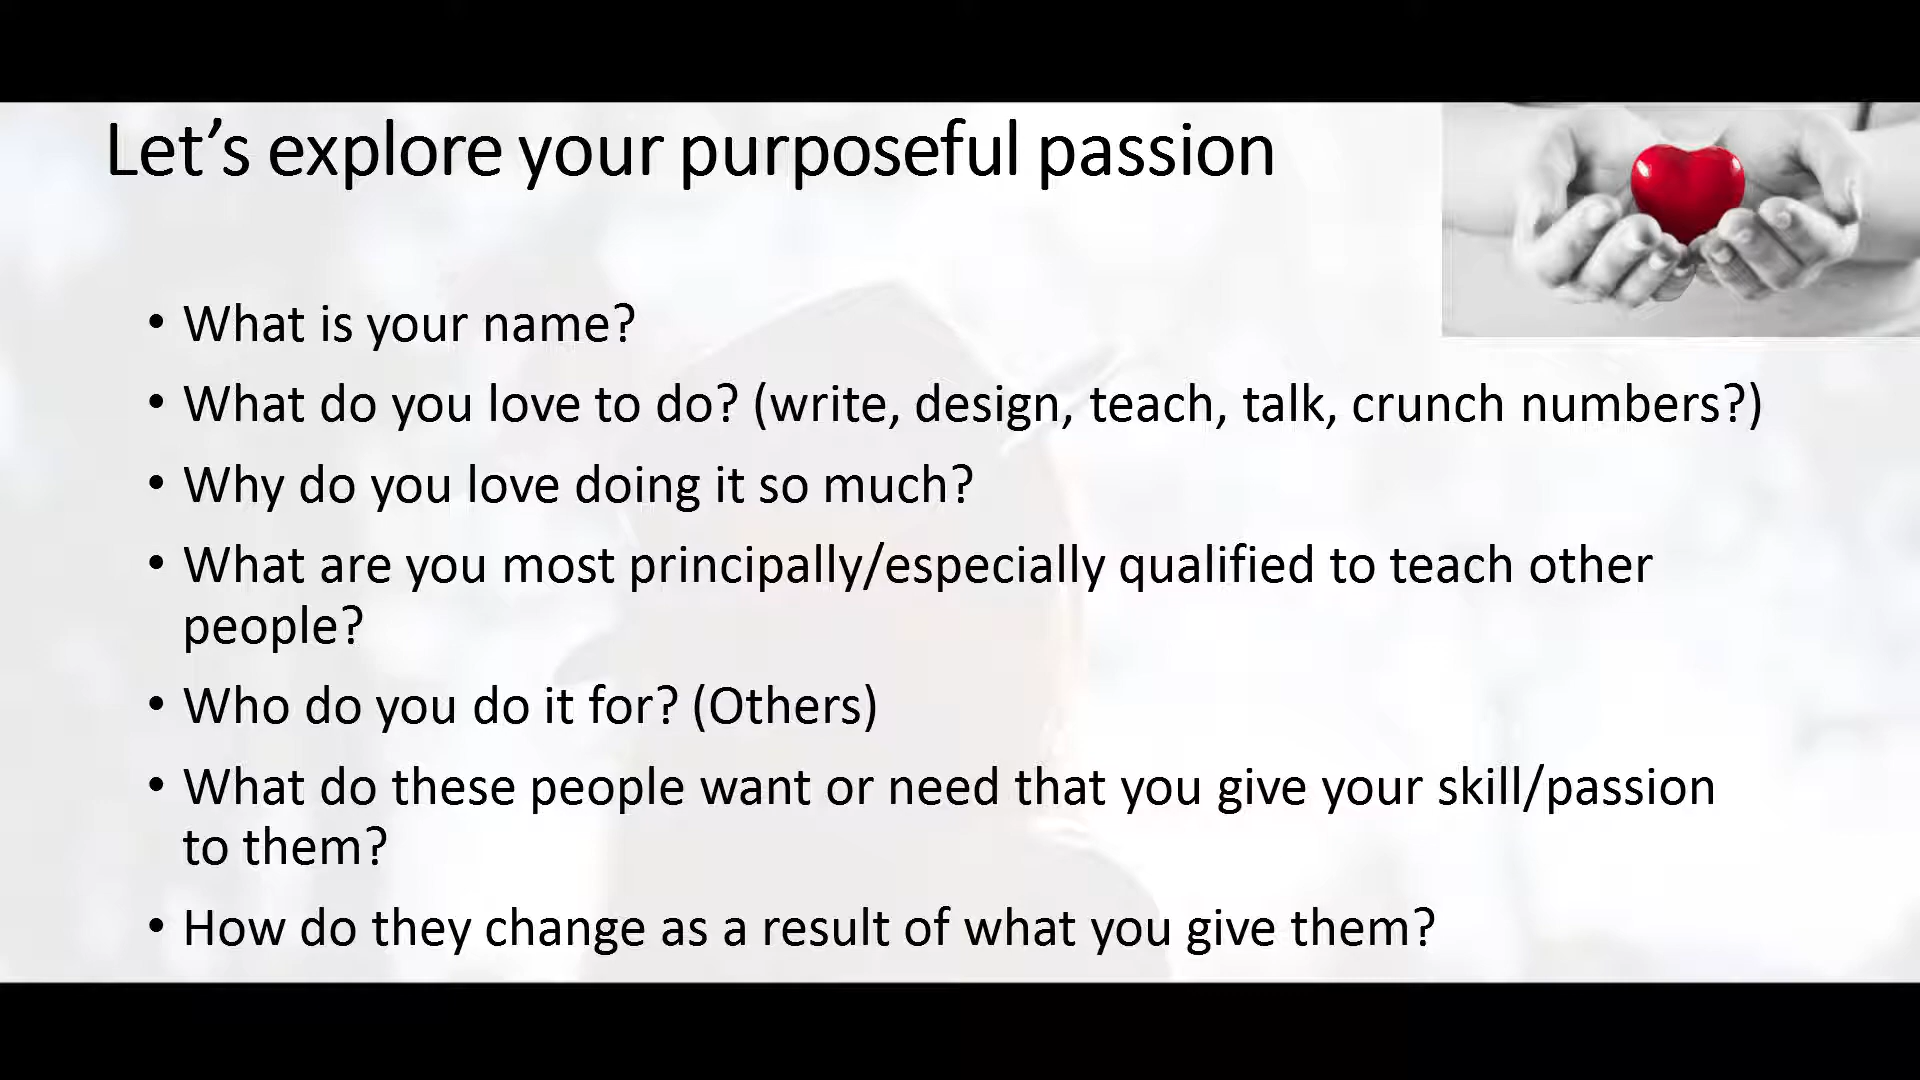 Let’s explore your purposeful passion
• What is your name?
• What do you love to do? (write, design, teach, talk, crunch numbers?)
• Why do you love doing it so much?
• What are you most principally/especially qualified to teach other
people?
• Who do you do it for? (Others)
• What do these people want or need that you give your skill/passion
to them?
• How do they change as a result of what you give them?